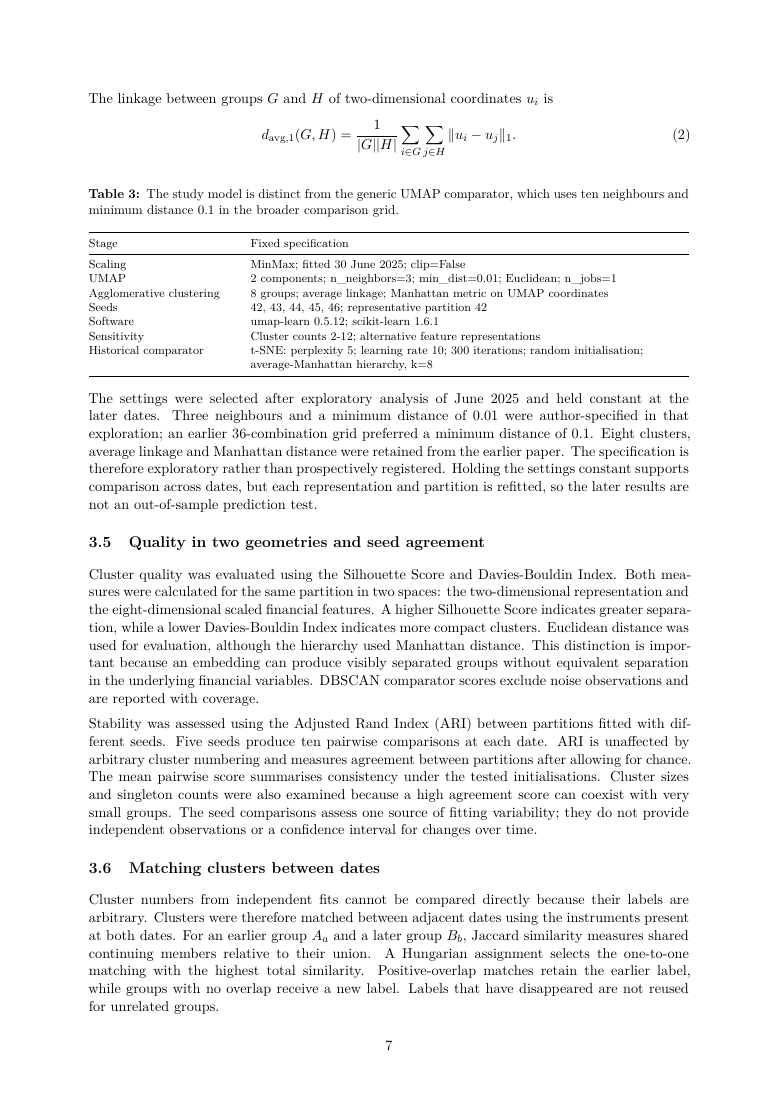 The linkage between groups G and H of two-dimensional coordinates u_i is
d_avg,1(G, H) = 1/|G||H| ∑_{i∈G} ∑_{j∈H} ‖u_i − u_j‖_1. (2)
Table 3: The study model is distinct from the generic UMAP comparator, which uses ten neighbours and
minimum distance 0.1 in the broader comparison grid.
Stage Fixed specification
Scaling MinMax; fitted 30 June 2025; clip=False
UMAP 2 components; n_neighbors=3; min_dist=0.01; Euclidean; n_jobs=1
Agglomerative clustering 8 groups; average linkage; Manhattan metric on UMAP coordinates
Seeds 42, 43, 44, 45, 46; representative partition 42
Software umap-learn 0.5.12; scikit-learn 1.6.1
Sensitivity Cluster counts 2-12; alternative feature representations
Historical comparator t-SNE: perplexity 5; learning rate 10; 300 iterations; random initialisation;
average-Manhattan hierarchy, k=8
The settings were selected after exploratory analysis of June 2025 and held constant at the
later dates. Three neighbours and a minimum distance of 0.01 were author-specified in that
exploration; an earlier 36-combination grid preferred a minimum distance of 0.1. Eight clusters,
average linkage and Manhattan distance were retained from the earlier paper. The specification is
therefore exploratory rather than prospectively registered. Holding the settings constant supports
comparison across dates, but each representation and partition is refitted, so the later results are
not an out-of-sample prediction test.
3.5 Quality in two geometries and seed agreement
Cluster quality was evaluated using the Silhouette Score and Davies-Bouldin Index. Both mea-
sures were calculated for the same partition in two spaces: the two-dimensional representation and
the eight-dimensional scaled financial features. A higher Silhouette Score indicates greater separa-
tion, while a lower Davies-Bouldin Index indicates more compact clusters. Euclidean distance was
used for evaluation, although the hierarchy used Manhattan distance. This distinction is impor-
tant because an embedding can produce visibly separated groups without equivalent separation
in the underlying financial variables. DBSCAN comparator scores exclude noise observations and
are reported with coverage.
Stability was assessed using the Adjusted Rand Index (ARI) between partitions fitted with dif-
ferent seeds. Five seeds produce ten pairwise comparisons at each date. ARI is unaffected by
arbitrary cluster numbering and measures agreement between partitions after allowing for chance.
The mean pairwise score summarises consistency under the tested initialisations. Cluster sizes
and singleton counts were also examined because a high agreement score can coexist with very
small groups. The seed comparisons assess one source of fitting variability; they do not provide
independent observations or a confidence interval for changes over time.
3.6 Matching clusters between dates
Cluster numbers from independent fits cannot be compared directly because their labels are
arbitrary. Clusters were therefore matched between adjacent dates using the instruments present
at both dates. For an earlier group A_a and a later group B_b, Jaccard similarity measures shared
continuing members relative to their union. A Hungarian assignment selects the one-to-one
matching with the highest total similarity. Positive-overlap matches retain the earlier label,
while groups with no overlap receive a new label. Labels that have disappeared are not reused
for unrelated groups.
7